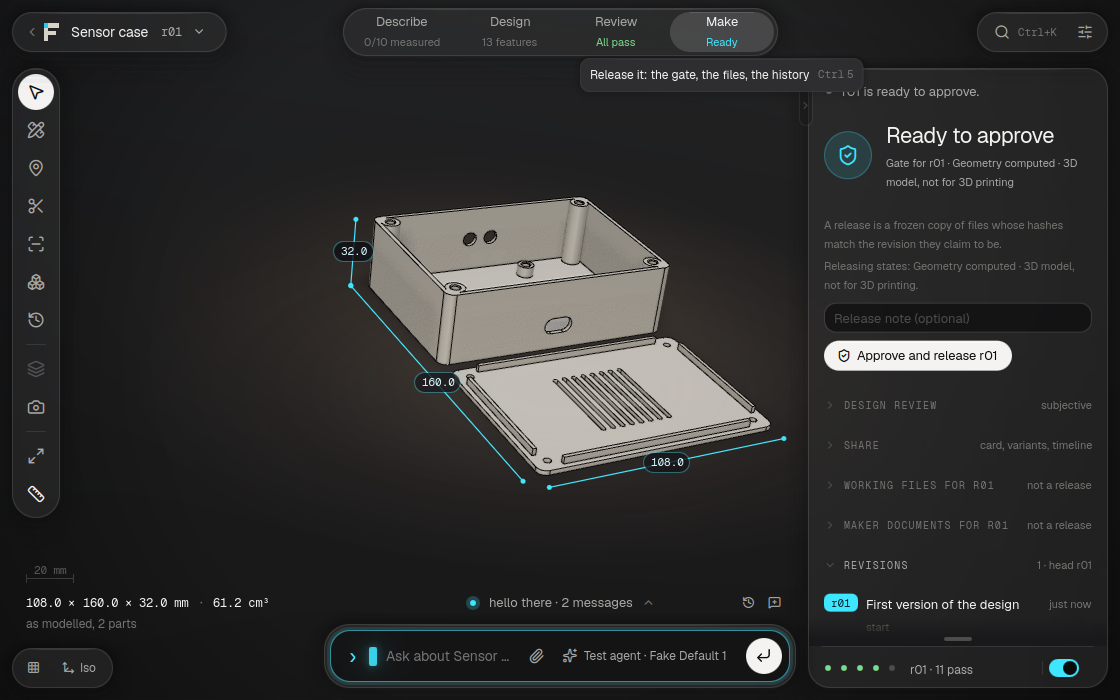 Sensor case r01
Describe
0/10 measured
Design
13 features
Review
All pass
Make
Ready
Ctrl+K
Release it: the gate, the files, the history Ctrl 5
r01 is ready to approve.
Ready to approve
Gate for r01 · Geometry computed · 3D
model, not for 3D printing
A release is a frozen copy of files whose hashes
match the revision they claim to be.
Releasing states: Geometry computed · 3D model,
not for 3D printing.
Release note (optional)
Approve and release r01
DESIGN REVIEW subjective
SHARE card, variants, timeline
WORKING FILES FOR R01 not a release
MAKER DOCUMENTS FOR R01 not a release
REVISIONS 1 · head r01
r01 First version of the design just now
start
r01 · 11 pass
32.0
160.0
108.0
20 mm
108.0 × 160.0 × 32.0 mm · 61.2 cm³
as modelled, 2 parts
Iso
hello there · 2 messages
Ask about Sensor ...
Test agent · Fake Default 1